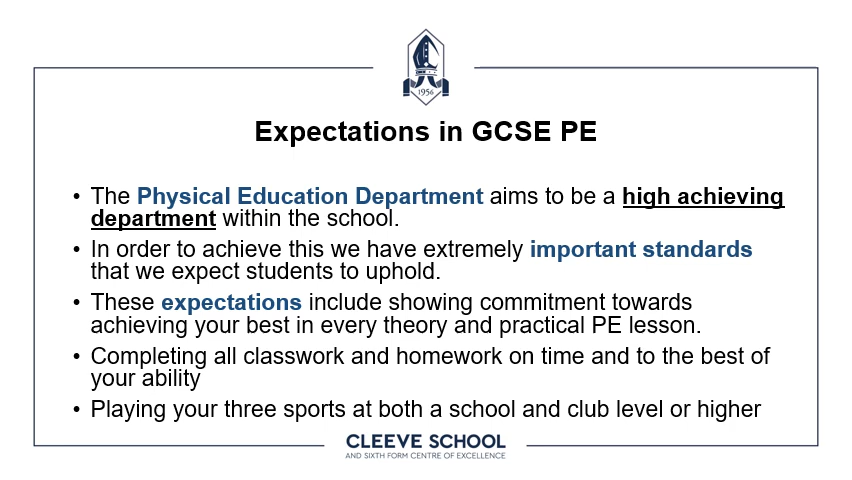 1956
Expectations in GCSE PE
• The Physical Education Department aims to be a high achieving
department within the school.
• In order to achieve this we have extremely important standards
that we expect students to uphold.
• These expectations include showing commitment towards
achieving your best in every theory and practical PE lesson.
• Completing all classwork and homework on time and to the best of
your ability
• Playing your three sports at both a school and club level or higher
CLEEVE SCHOOL
AND SIXTH FORM CENTRE OF EXCELLENCE